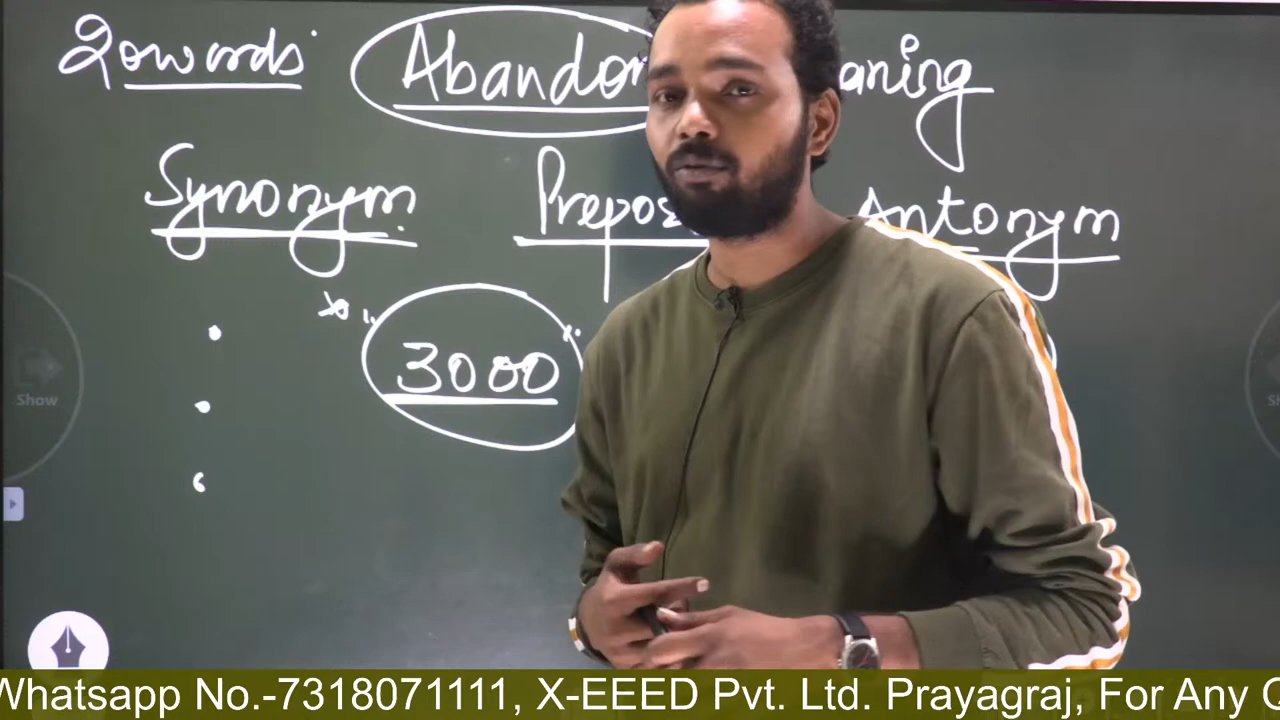 20words Abandon aning
Synonym Prepos Antonym
3000
Show
Whatsapp No.-7318071111, X-EEED Pvt. Ltd. Prayagraj, For Any